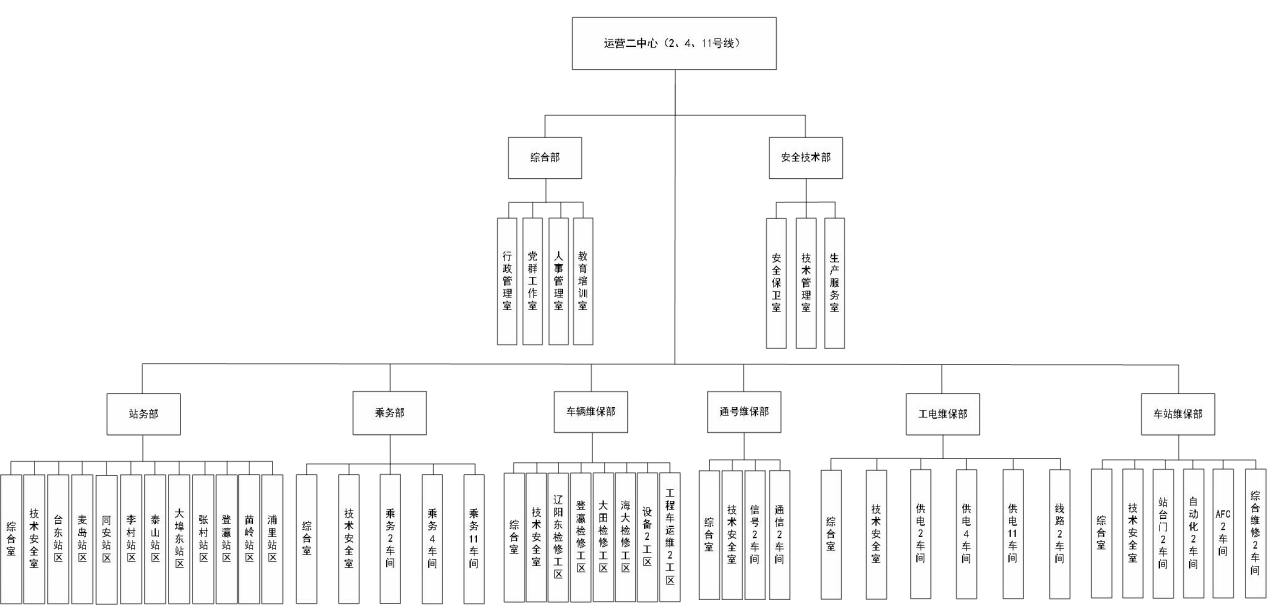 运营二中心（2、4、11号线）
综合部
安全技术部
行政管理室
党群工作室
人事管理室
教育培训室
安全保卫室
技术管理室
生产服务室
站务部
乘务部
车辆维保部
通号维保部
工电维保部
车站维保部
综合室
技术安全室
台东站区
麦岛站区
同安站区
李村站区
泰山站区
大埠东站区
张村站区
登瀛站区
苗岭站区
浦里站区
综合室
技术安全室
乘务2车间
乘务4车间
乘务11车间
综合室
技术安全室
辽阳东检修工区
登瀛检修工区
大田检修工区
海大检修工区
设备2工区
工程车运维2工区
综合室
技术安全室
信号2车间
通信2车间
综合室
技术安全室
供电2车间
供电4车间
供电11车间
线路2车间
综合室
技术安全室
站台门2车间
自动化2车间
AFC2车间
综合维修2车间